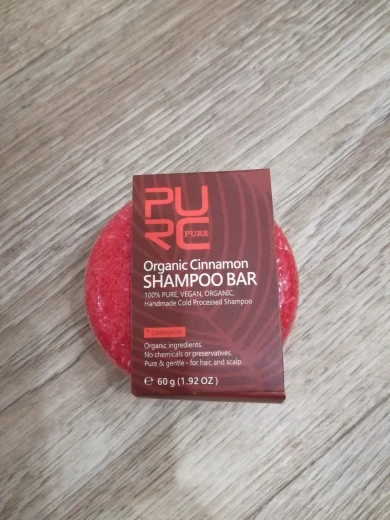 PURC
PURE
Organic Cinnamon
SHAMPOO BAR
100% PURE, VEGAN, ORGANIC,
Handmade Cold Processed Shampoo
Organic ingredients.
No chemicals or preservatives.
Pure & gentle - for hair, and scalp.
℮ 60 g (1.92 OZ )